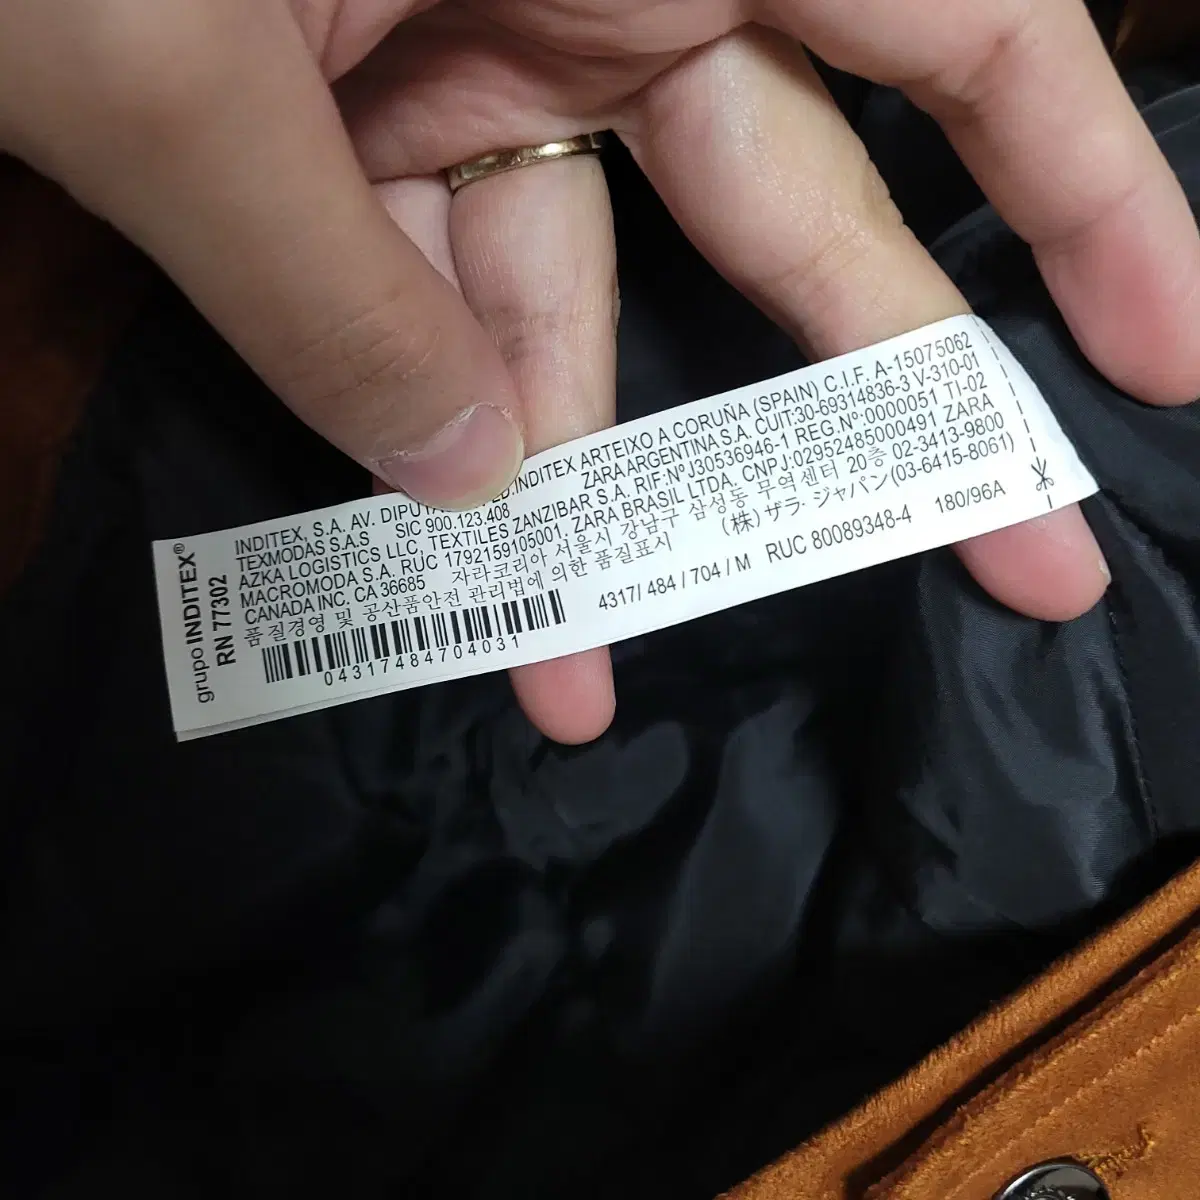 grupo INDITEX®
RN 77302
INDITEX, S.A. AV. DIPUTA ED.INDITEX ARTEIXO A CORUÑA (SPAIN) C.I.F. A-15075062
TEXMODAS S.A.S SIC 900.123.408 ZARA ARGENTINA S.A. CUIT:30-69314836-3 V-310-01
AZKA LOGISTICS LLC, TEXTILES ZANZIBAR S.A. RIF:Nº J30536946-1 REG.Nº:0000051 TI-02
MACROMODA S.A. RUC 1792159105001, ZARA BRASIL LTDA. CNPJ:02952485000491 ZARA
CANADA INC. CA 36685 자라코리아 서울시 강남구 삼성동 무역센터 20층 02-3413-9800
품질경영 및 공산품안전 관리법에 의한 품질표시 (株) ザラ・ジャパン(03-6415-8061)
04317484704031
4317/ 484 / 704 / M RUC 80089348-4 180/96A